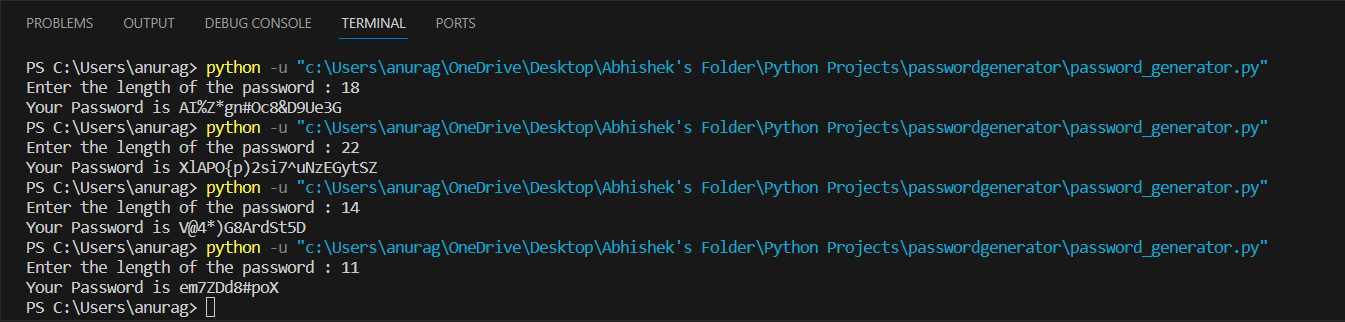 PROBLEMS OUTPUT DEBUG CONSOLE TERMINAL PORTS
PS C:\Users\anurag> python -u "c:\Users\anurag\OneDrive\Desktop\Abhishek's Folder\Python Projects\passwordgenerator\password_generator.py"
Enter the length of the password : 18
Your Password is AI%Z*gn#Oc8&D9Ue3G
PS C:\Users\anurag> python -u "c:\Users\anurag\OneDrive\Desktop\Abhishek's Folder\Python Projects\passwordgenerator\password_generator.py"
Enter the length of the password : 22
Your Password is XlAPO{p)2si7^uNzEGytSZ
PS C:\Users\anurag> python -u "c:\Users\anurag\OneDrive\Desktop\Abhishek's Folder\Python Projects\passwordgenerator\password_generator.py"
Enter the length of the password : 14
Your Password is V@4*)G8ArdSt5D
PS C:\Users\anurag> python -u "c:\Users\anurag\OneDrive\Desktop\Abhishek's Folder\Python Projects\passwordgenerator\password_generator.py"
Enter the length of the password : 11
Your Password is em7ZDd8#poX
PS C:\Users\anurag>